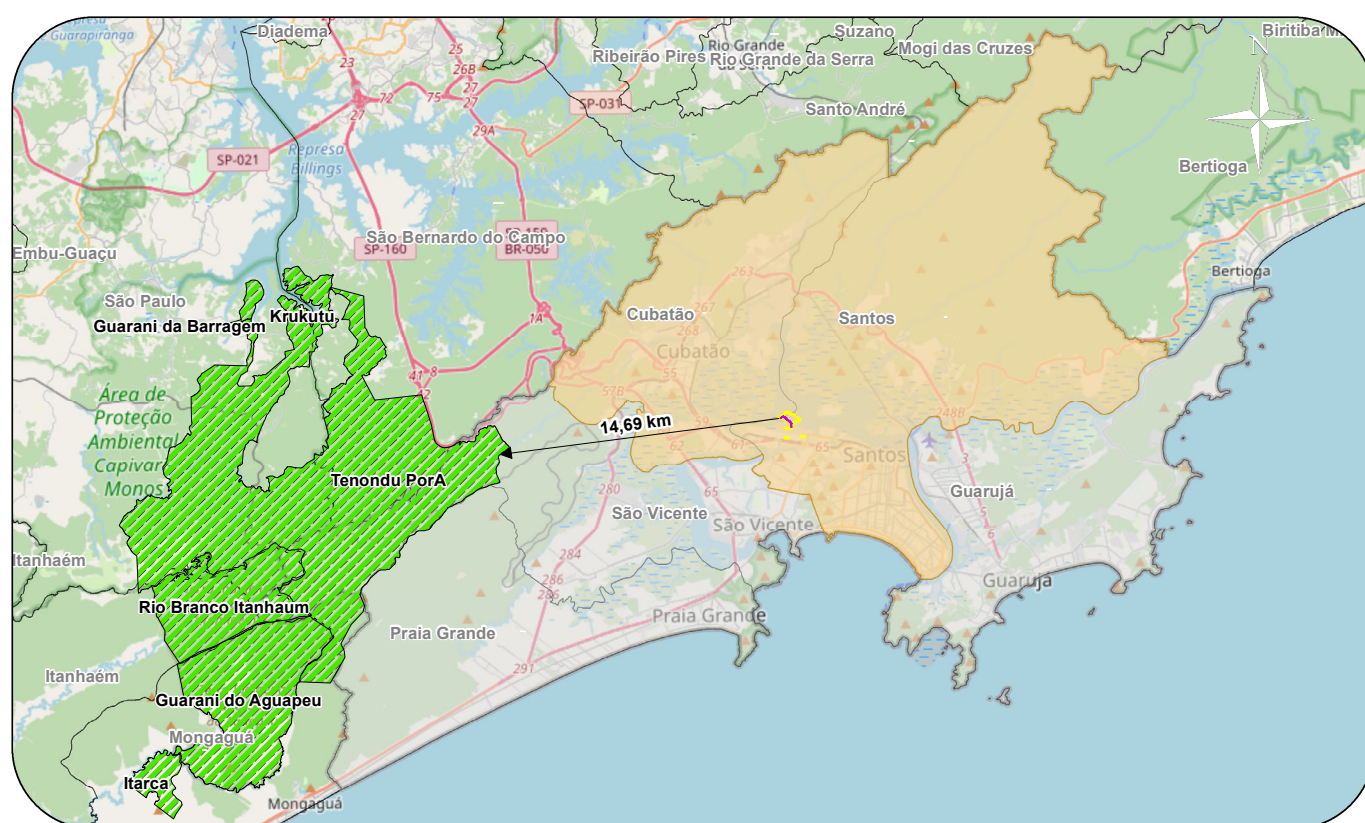 Represa
de Guarapiranga
Diadema
Suzano
Mogi das Cruzes
Biritiba M
Ribeirão Pires
Rio Grande
Rio Grande da Serra
23
25
26B
27
72
75
27
27
29A
SP-031
Santo André
N
SP-021
Represa
Billings
Bertioga
Embu-Guaçu
São Bernardo do Campo
SP-160
SP-150
BR-050
Bertioga
263
267
268
São Paulo
Guarani da Barragem
Krukutu
1A
Cubatão
Cubatão
Santos
55
57B
59
41
8
42
Área de
Proteção
Ambiental
Capivari
Monos
14,69 km
62
61
65
Santos
248B
3
5
6
Tenondu PorA
280
65
São Vicente
São Vicente
Guarujá
Guarujá
Itanhaém
284
286
286
Rio Branco Itanhaum
Praia Grande
Praia Grande
291
Itanhaém
Guarani do Aguapeu
Mongaguá
Itarca
Mongaguá